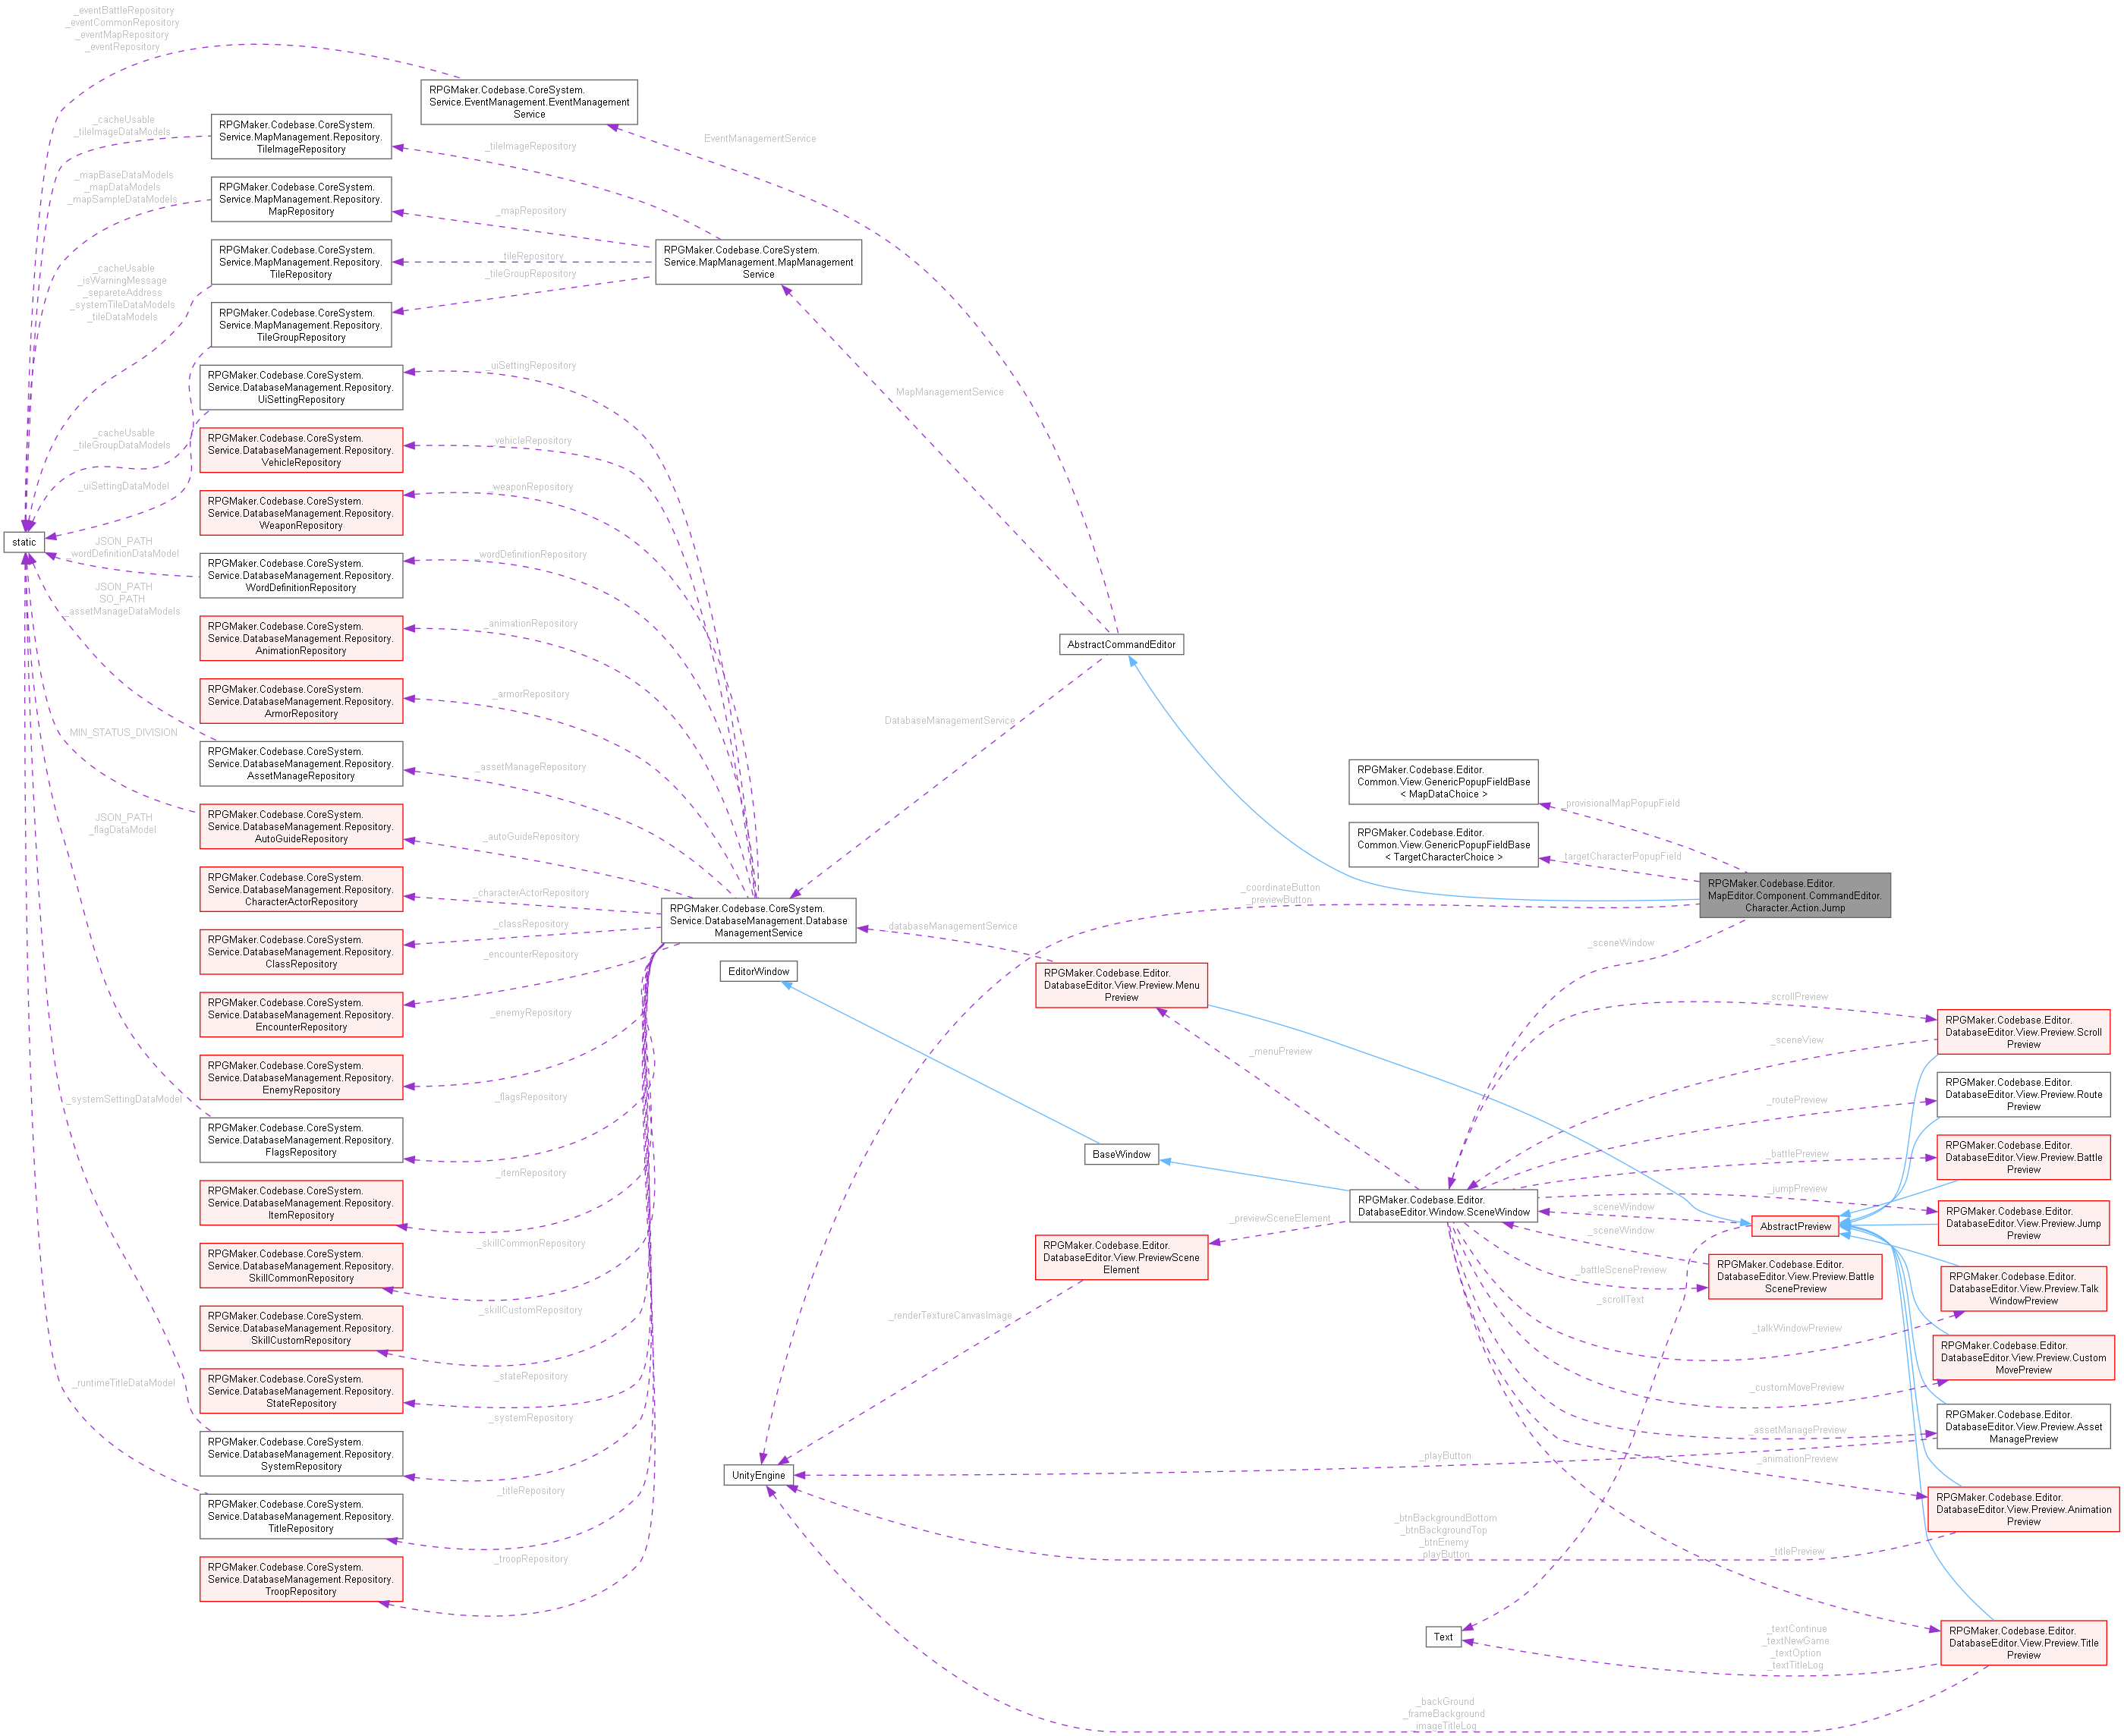 _eventBattleRepository
_eventCommonRepository
_eventMapRepository
_eventRepository
RPGMaker.Codebase.CoreSystem.
Service.EventManagement.EventManagement
Service
_cacheUsable
_tileImageDataModels
RPGMaker.Codebase.CoreSystem.
Service.MapManagement.Repository.
TileImageRepository
_tileImageRepository
EventManagementService
_mapBaseDataModels
_mapDataModels
_mapSampleDataModels
RPGMaker.Codebase.CoreSystem.
Service.MapManagement.Repository.
MapRepository
_mapRepository
_cacheUsable
_isWarningMessage
_separeteAddress
_systemTileDataModels
_tileDataModels
RPGMaker.Codebase.CoreSystem.
Service.MapManagement.Repository.
TileRepository
_tileRepository
_tileGroupRepository
RPGMaker.Codebase.CoreSystem.
Service.MapManagement.MapManagement
Service
RPGMaker.Codebase.CoreSystem.
Service.MapManagement.Repository.
TileGroupRepository
RPGMaker.Codebase.CoreSystem.
Service.DatabaseManagement.Repository.
UiSettingRepository
_uiSettingRepository
MapManagementService
_cacheUsable
_tileGroupDataModels
RPGMaker.Codebase.CoreSystem.
Service.DatabaseManagement.Repository.
VehicleRepository
_vehicleRepository
_uiSettingDataModel
RPGMaker.Codebase.CoreSystem.
Service.DatabaseManagement.Repository.
WeaponRepository
_weaponRepository
static
JSON_PATH
_wordDefinitionDataModel
RPGMaker.Codebase.CoreSystem.
Service.DatabaseManagement.Repository.
WordDefinitionRepository
_wordDefinitionRepository
JSON_PATH
SO_PATH
_assetManageDataModels
RPGMaker.Codebase.CoreSystem.
Service.DatabaseManagement.Repository.
AnimationRepository
_animationRepository
AbstractCommandEditor
RPGMaker.Codebase.CoreSystem.
Service.DatabaseManagement.Repository.
ArmorRepository
_armorRepository
DatabaseManagementService
MIN_STATUS_DIVISION
RPGMaker.Codebase.CoreSystem.
Service.DatabaseManagement.Repository.
AssetManageRepository
_assetManageRepository
RPGMaker.Codebase.Editor.
Common.View.GenericPopupFieldBase
< MapDataChoice >
_provisionalMapPopupField
JSON_PATH
_flagDataModel
RPGMaker.Codebase.CoreSystem.
Service.DatabaseManagement.Repository.
AutoGuideRepository
_autoGuideRepository
RPGMaker.Codebase.Editor.
Common.View.GenericPopupFieldBase
< TargetCharacterChoice >
_targetCharacterPopupField
RPGMaker.Codebase.CoreSystem.
Service.DatabaseManagement.Repository.
CharacterActorRepository
_characterActorRepository
RPGMaker.Codebase.CoreSystem.
Service.DatabaseManagement.Database
ManagementService
_coordinateButton
_previewButton
RPGMaker.Codebase.Editor.
MapEditor.Component.CommandEditor.
Character.Action.Jump
RPGMaker.Codebase.CoreSystem.
Service.DatabaseManagement.Repository.
ClassRepository
_classRepository
databaseManagementService
_sceneWindow
_encounterRepository
EditorWindow
RPGMaker.Codebase.Editor.
DatabaseEditor.View.Preview.Menu
Preview
RPGMaker.Codebase.CoreSystem.
Service.DatabaseManagement.Repository.
EncounterRepository
_enemyRepository
_scrollPreview
RPGMaker.Codebase.Editor.
DatabaseEditor.View.Preview.Scroll
Preview
_menuPreview
_sceneView
RPGMaker.Codebase.CoreSystem.
Service.DatabaseManagement.Repository.
EnemyRepository
_flagsRepository
_routePreview
RPGMaker.Codebase.Editor.
DatabaseEditor.View.Preview.Route
Preview
_systemSettingDataModel
RPGMaker.Codebase.CoreSystem.
Service.DatabaseManagement.Repository.
FlagsRepository
BaseWindow
_battlePreview
RPGMaker.Codebase.Editor.
DatabaseEditor.View.Preview.Battle
Preview
_itemRepository
RPGMaker.Codebase.CoreSystem.
Service.DatabaseManagement.Repository.
ItemRepository
RPGMaker.Codebase.Editor.
DatabaseEditor.Window.SceneWindow
_jumpPreview
_sceneWindow
AbstractPreview
RPGMaker.Codebase.Editor.
DatabaseEditor.View.Preview.Jump
Preview
_previewSceneElement
_sceneWindow
_skillCommonRepository
RPGMaker.Codebase.CoreSystem.
Service.DatabaseManagement.Repository.
SkillCommonRepository
RPGMaker.Codebase.Editor.
DatabaseEditor.View.PreviewScene
Element
_battleScenePreview
RPGMaker.Codebase.Editor.
DatabaseEditor.View.Preview.Battle
ScenePreview
RPGMaker.Codebase.Editor.
DatabaseEditor.View.Preview.Talk
WindowPreview
_scrollText
_skillCustomRepository
RPGMaker.Codebase.CoreSystem.
Service.DatabaseManagement.Repository.
SkillCustomRepository
_renderTextureCanvasImage
_talkWindowPreview
RPGMaker.Codebase.Editor.
DatabaseEditor.View.Preview.Custom
MovePreview
_runtimeTitleDataModel
RPGMaker.Codebase.CoreSystem.
Service.DatabaseManagement.Repository.
StateRepository
_stateRepository
_customMovePreview
_systemRepository
RPGMaker.Codebase.CoreSystem.
Service.DatabaseManagement.Repository.
SystemRepository
_assetManagePreview
RPGMaker.Codebase.Editor.
DatabaseEditor.View.Preview.Asset
ManagePreview
_playButton
_animationPreview
UnityEngine
_titleRepository
RPGMaker.Codebase.CoreSystem.
Service.DatabaseManagement.Repository.
TitleRepository
_btnBackgroundBottom
_btnBackgroundTop
_btnEnemy
_playButton
RPGMaker.Codebase.Editor.
DatabaseEditor.View.Preview.Animation
Preview
_titlePreview
_troopRepository
RPGMaker.Codebase.CoreSystem.
Service.DatabaseManagement.Repository.
TroopRepository
Text
_textContinue
_textNewGame
_textOption
_textTitleLog
RPGMaker.Codebase.Editor.
DatabaseEditor.View.Preview.Title
Preview
_backGround
_frameBackground
_imageTitleLog